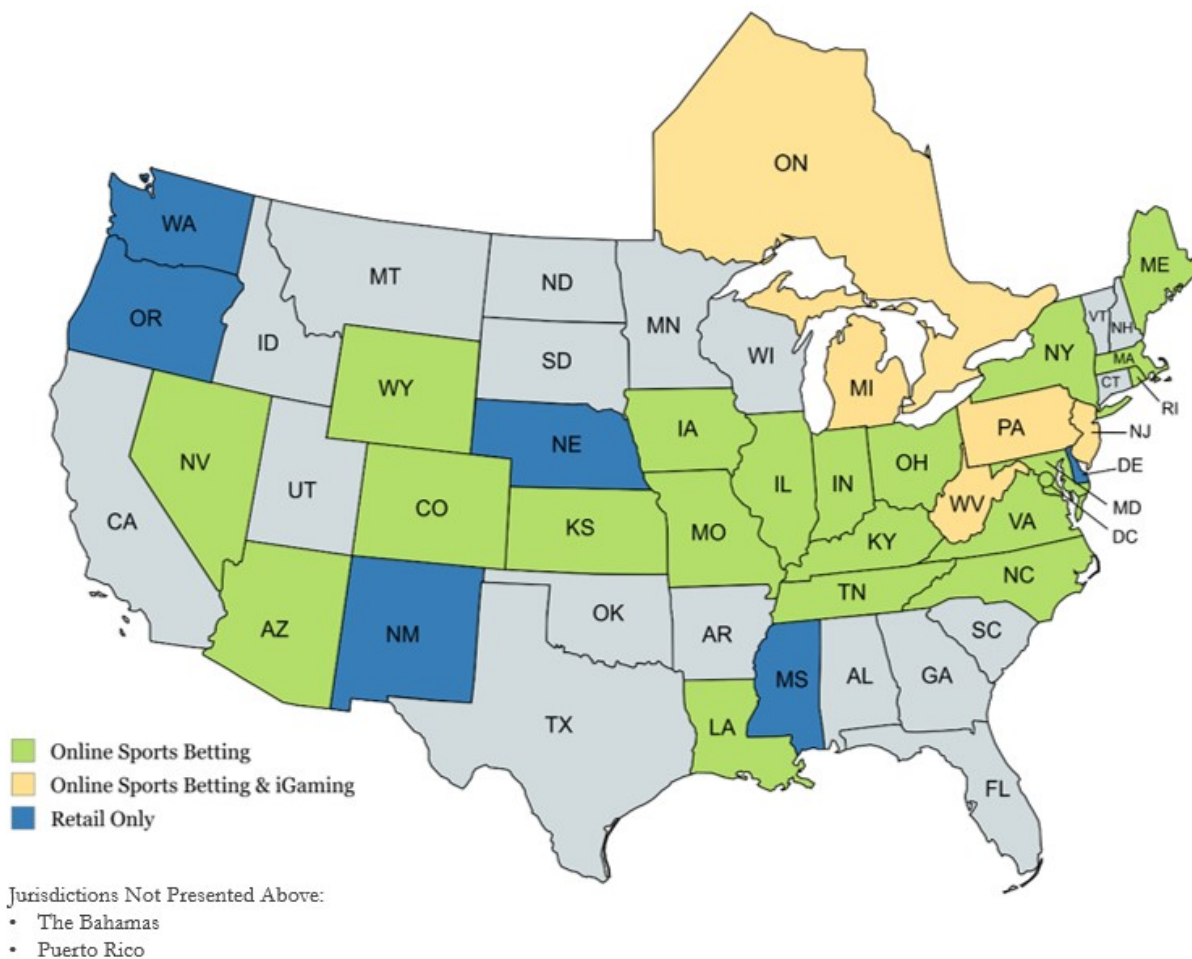 ON
WA
ME
MT
ND
VT
OR
MN
NH
ID
NY
SD
WI
MA
WY
MI
CT
RI
PA
NJ
IA
NE
OH
DE
NV
IL
IN
UT
WV
MD
CO
VA
CA
KS
MO
DC
KY
NC
TN
AZ
NM
OK
AR
SC
MS
AL
GA
TX
LA
FL
Online Sports Betting
Online Sports Betting & iGaming
Retail Only
Jurisdictions Not Presented Above:
• The Bahamas
• Puerto Rico